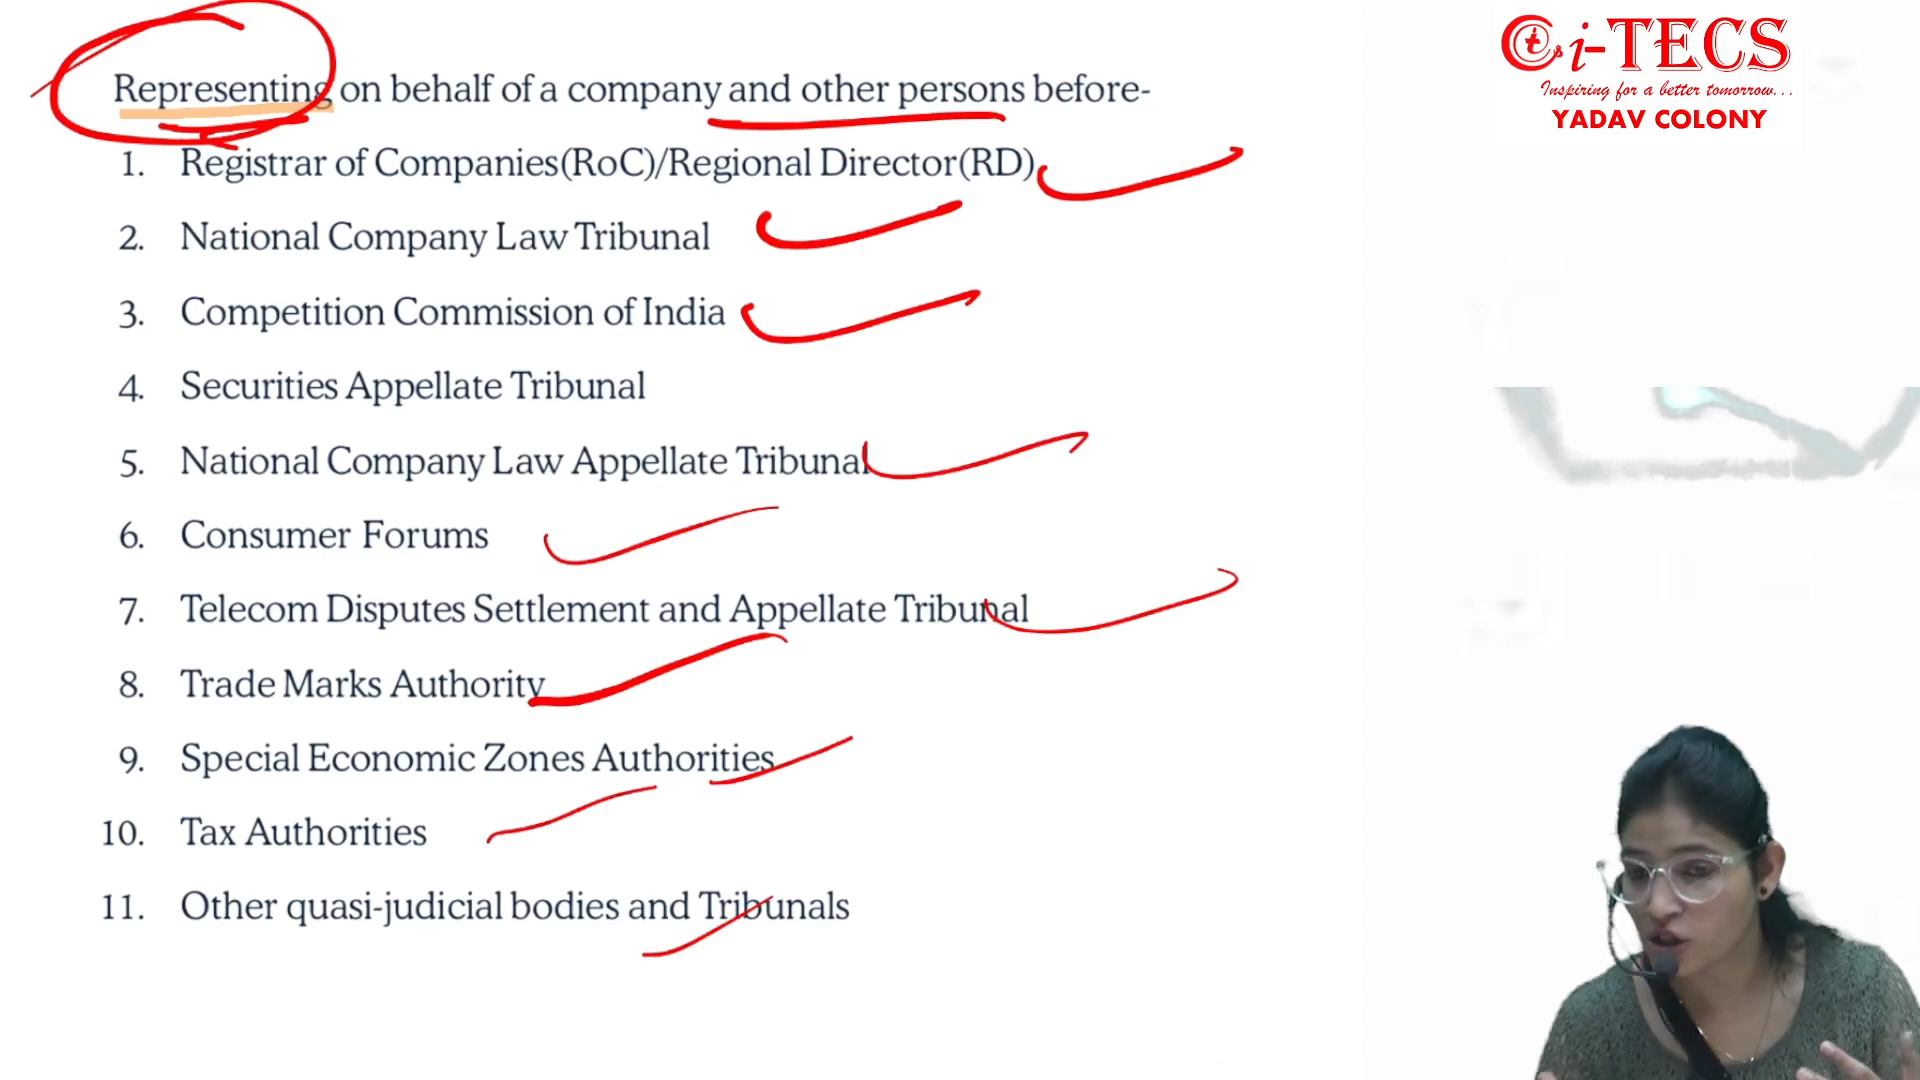 Representing on behalf of a company and other persons before-
1. Registrar of Companies(RoC)/Regional Director(RD)
2. National Company Law Tribunal
3. Competition Commission of India
4. Securities Appellate Tribunal
5. National Company Law Appellate Tribunal
6. Consumer Forums
7. Telecom Disputes Settlement and Appellate Tribunal
8. Trade Marks Authority
9. Special Economic Zones Authorities
10. Tax Authorities
11. Other quasi-judicial bodies and Tribunals
i-TECS
Inspiring for a better tomorrow...
YADAV COLONY